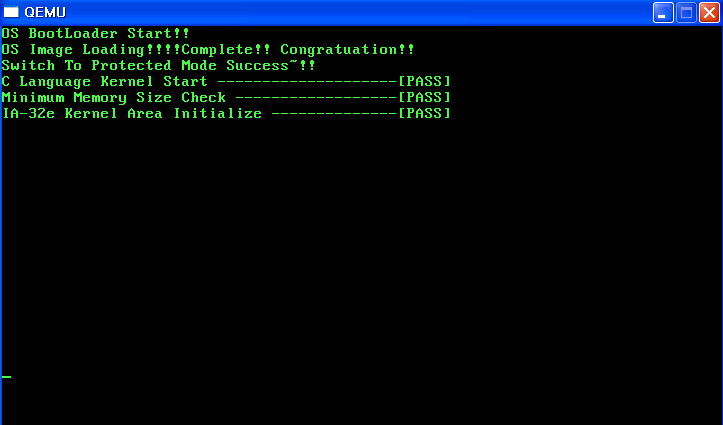 QEMU
OS BootLoader Start!!
OS Image Loading!!!!Complete!! Congratuation!!
Switch To Protected Mode Success~!!
C Language Kernel Start --------------------[PASS]
Minimum Memory Size Check ------------------[PASS]
IA-32e Kernel Area Initialize --------------[PASS]